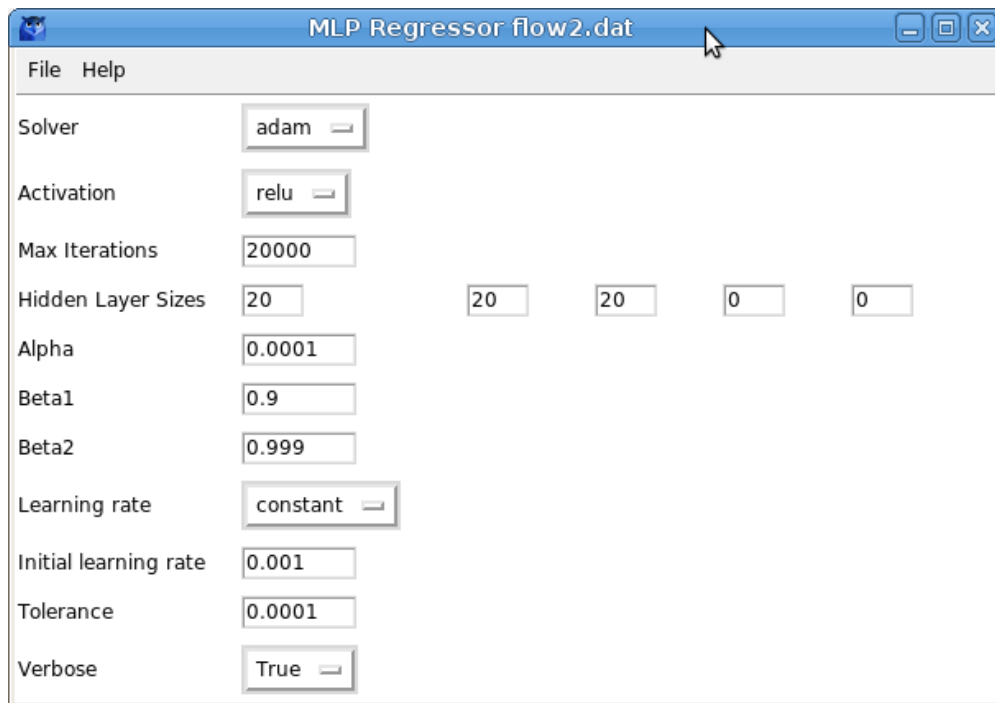 MLP Regressor flow2.dat
File Help
Solver adam
Activation relu
Max Iterations 20000
Hidden Layer Sizes 20 20 20 0 0
Alpha 0.0001
Beta1 0.9
Beta2 0.999
Learning rate constant
Initial learning rate 0.001
Tolerance 0.0001
Verbose True